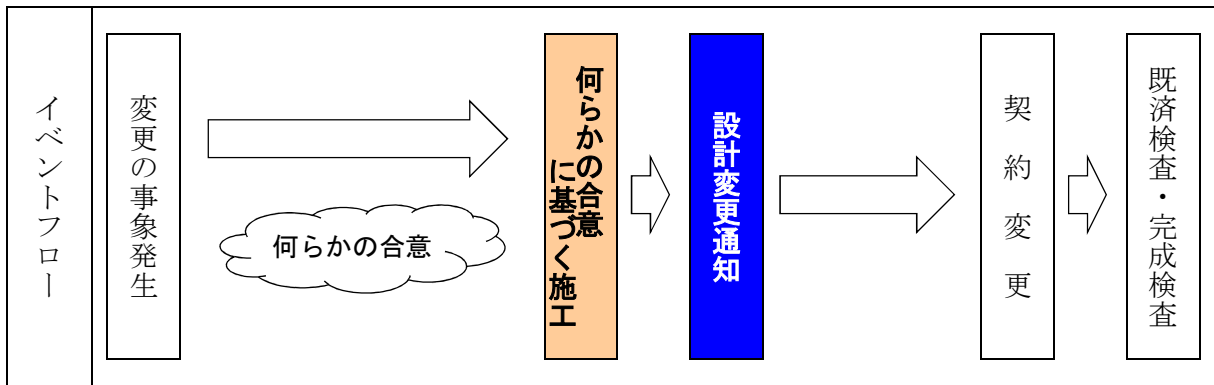 イベントフロー
変更の事象発生
何らかの合意
何らかの合意
に基づく施工
設計変更通知
契約変更
既済検査・完成検査